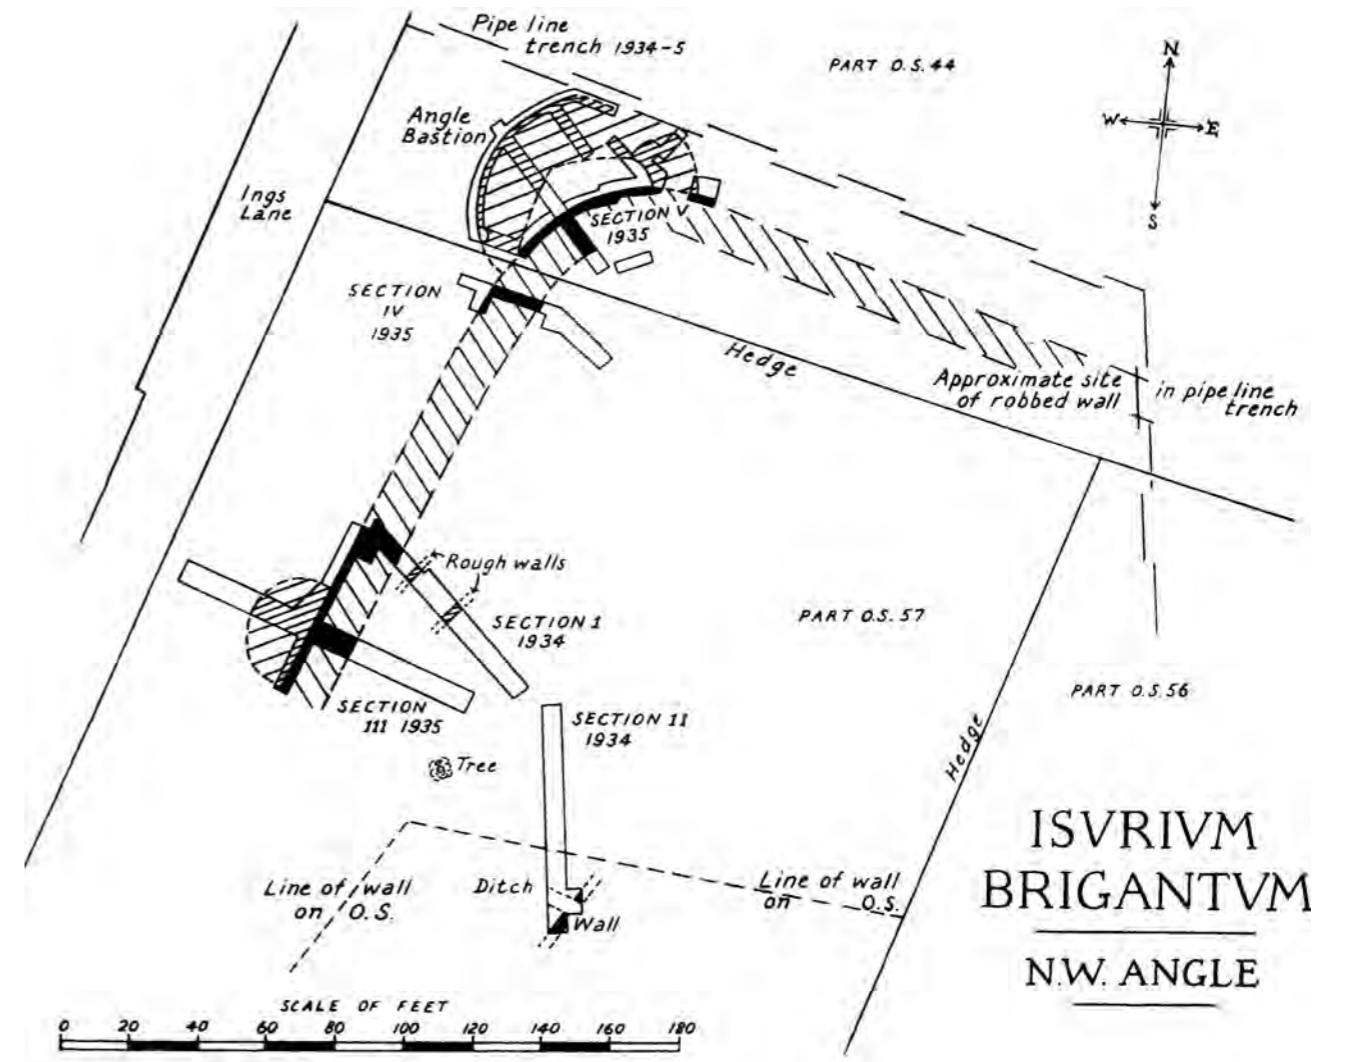 Pipe line
trench 1934-5
PART O.S. 44
N
W E
S
Angle
Bastion
Ings
Lane
SECTION V
1935
SECTION
IV
1935
Hedge
Approximate site
of robbed wall
in pipe line
trench
Rough walls
SECTION I
1934
PART O.S. 57
PART O.S. 56
SECTION
III 1935
SECTION II
1934
Tree
Hedge
Line of wall
on O.S.
Ditch
Wall
Line of wall
on O.S.
ISVRIVM
BRIGANTVM
N.W. ANGLE
SCALE OF FEET
0 20 40 60 80 100 120 140 160 180